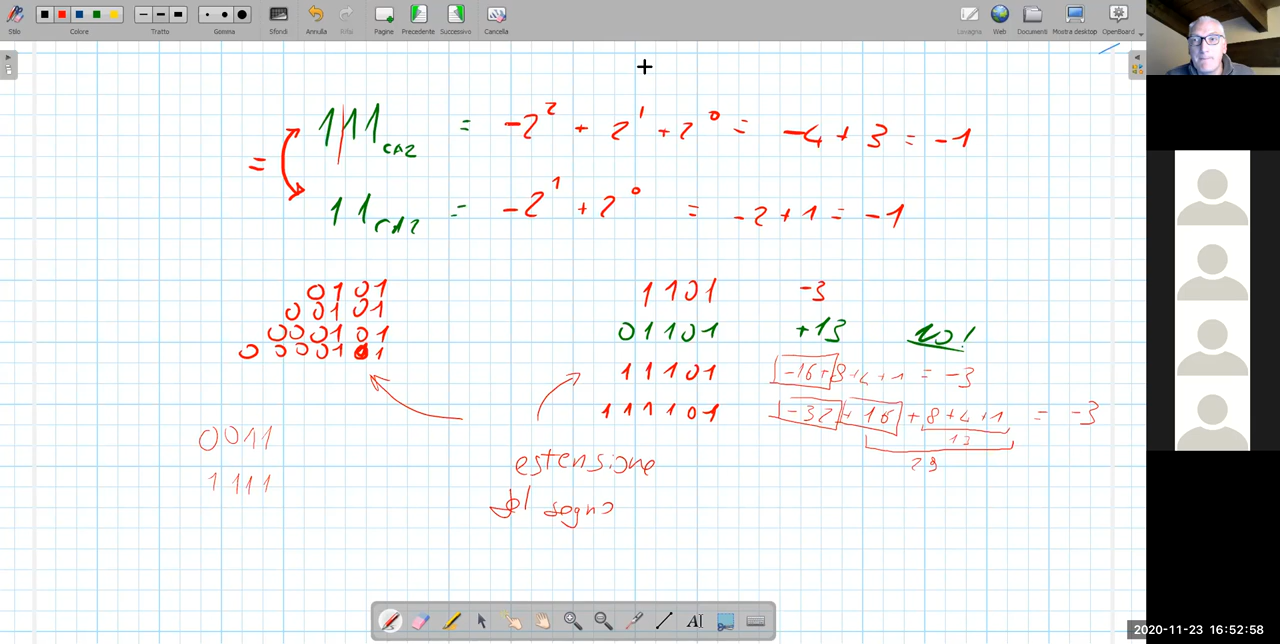 Stilo Colore Tratto Gomma Sfondi Annulla Rifai Pagine Precedente Successivo Cancella Lavagna Web Documenti Mostra desktop OpenBoard
111 CA2 = -2² + 2¹ + 2⁰ = -4 + 3 = -1
=
11 CA2 = -2¹ + 2⁰ = -2 + 1 = -1
0101
00101
000101
0000101
1101 -3
01101 +13 NO!
11101 -16+8+4+1 = -3
111101 -32 + 16 + 8+4+1 = -3
13
29
0011
1111
estensione
del segno
2020-11-23 16:52:58